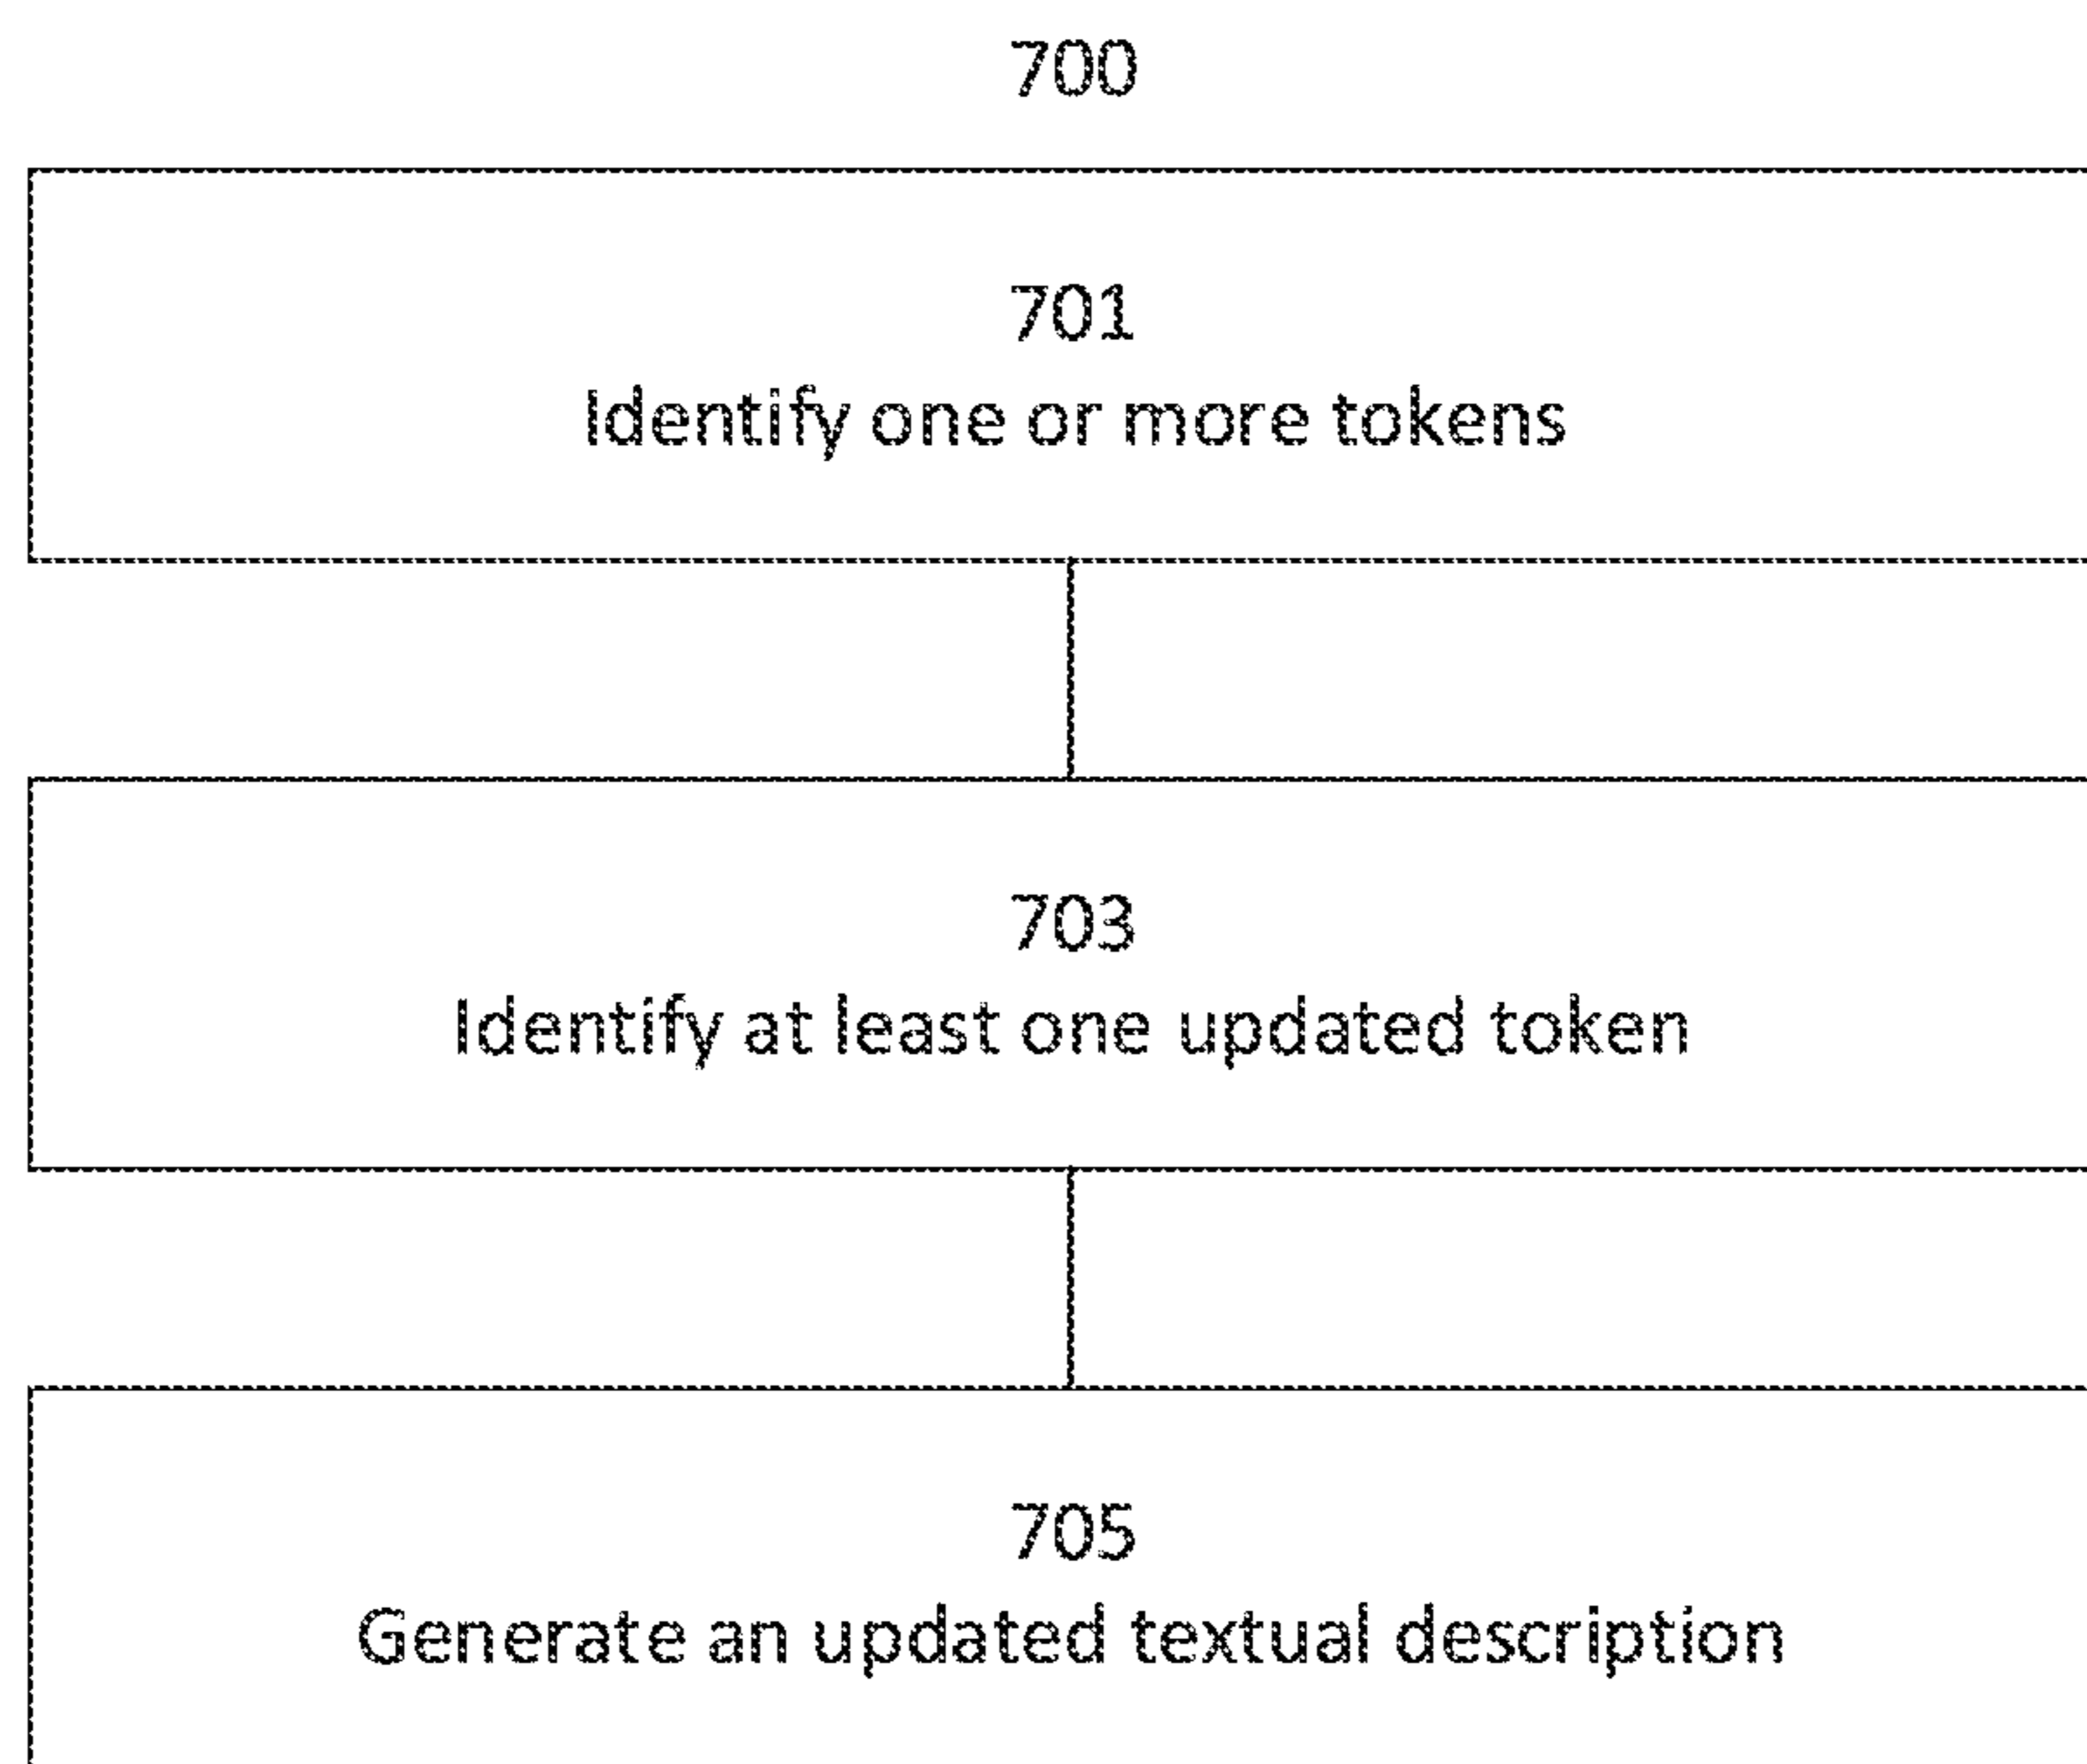 700
701
Identify one or more tokens
703
Identify at least one updated token
705
Generate an updated textual description